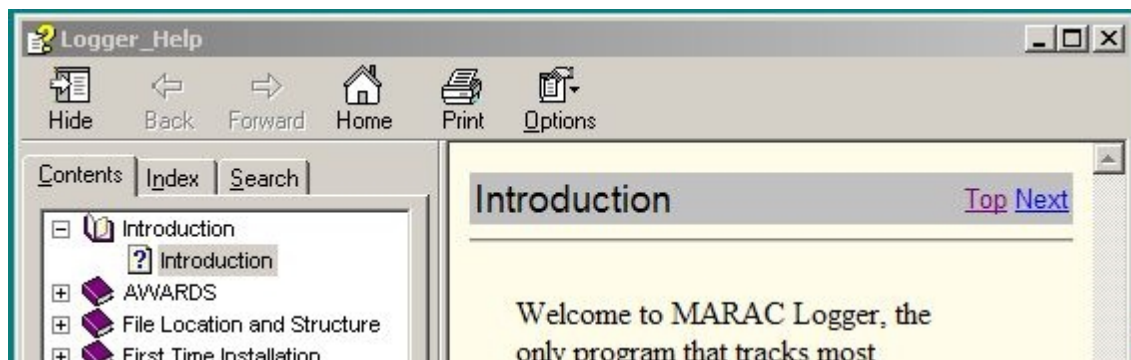 Logger_Help
Hide Back Forward Home Print Options
Contents Index Search
Introduction
Introduction
AWARDS
File Location and Structure
First Time Installation
Introduction Top Next
Welcome to MARAC Logger, the
only program that tracks most